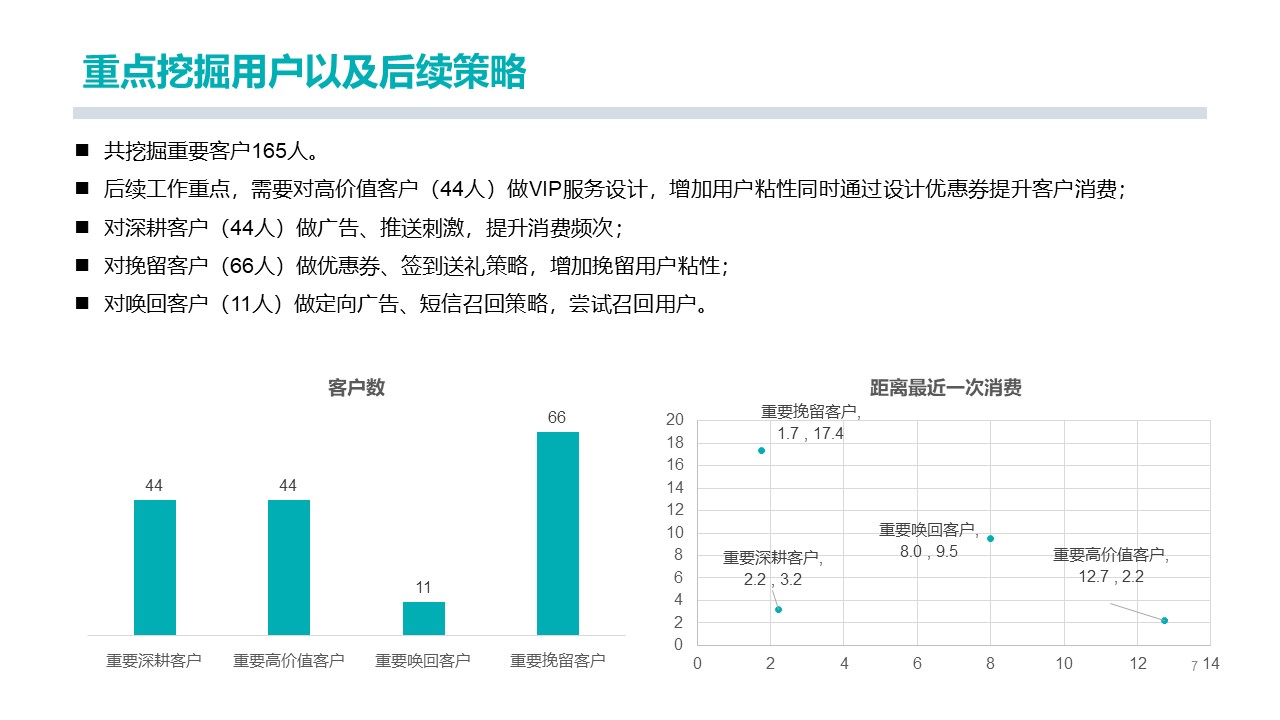 重点挖掘用户以及后续策略
■ 共挖掘重要客户165人。
■ 后续工作重点，需要对高价值客户（44人）做VIP服务设计，增加用户粘性同时通过设计优惠券提升客户消费；
■ 对深耕客户（44人）做广告、推送刺激，提升消费频次；
■ 对挽留客户（66人）做优惠券、签到送礼策略，增加挽留用户粘性；
■ 对唤回客户（11人）做定向广告、短信召回策略，尝试召回用户。
客户数
66
44
44
11
重要深耕客户
重要高价值客户
重要唤回客户
重要挽留客户
距离最近一次消费
20
18
16
14
12
10
8
6
4
2
0
重要挽留客户,
1.7 , 17.4
重要唤回客户,
8.0 , 9.5
重要深耕客户,
2.2 , 3.2
重要高价值客户,
12.7 , 2.2
0 2 4 6 8 10 12 14
7